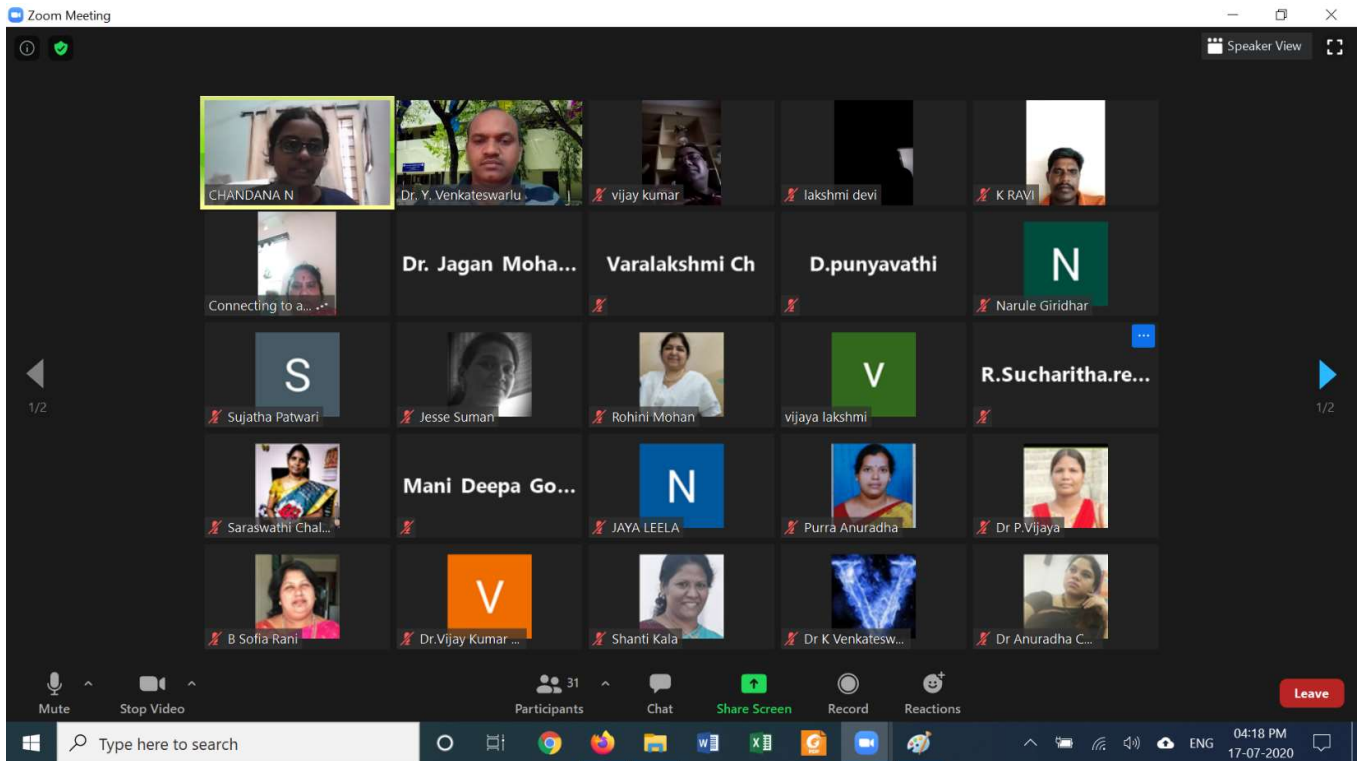 Zoom Meeting
Speaker View
CHANDANA N
Dr. Y. Venkateswarlu
vijay kumar
lakshmi devi
K RAVI
Connecting to a... 
Dr. Jagan Moha...
Varalakshmi Ch
D.punyavathi
N
Narule Giridhar
S
Sujatha Patwari
Jesse Suman
Rohini Mohan
V
vijaya lakshmi
R.Sucharitha.re...
1/2
1/2
Saraswathi Chal...
Mani Deepa Go...
N
JAYA LEELA
Purra Anuradha
Dr P.Vijaya
B Sofia Rani
V
Dr.Vijay Kumar ...
Shanti Kala
Dr K Venkatesw...
Dr Anuradha C...
Mute
Stop Video
Participants 31
Chat
Share Screen
Record
Reactions
Leave
Type here to search
ENG
04:18 PM
17-07-2020